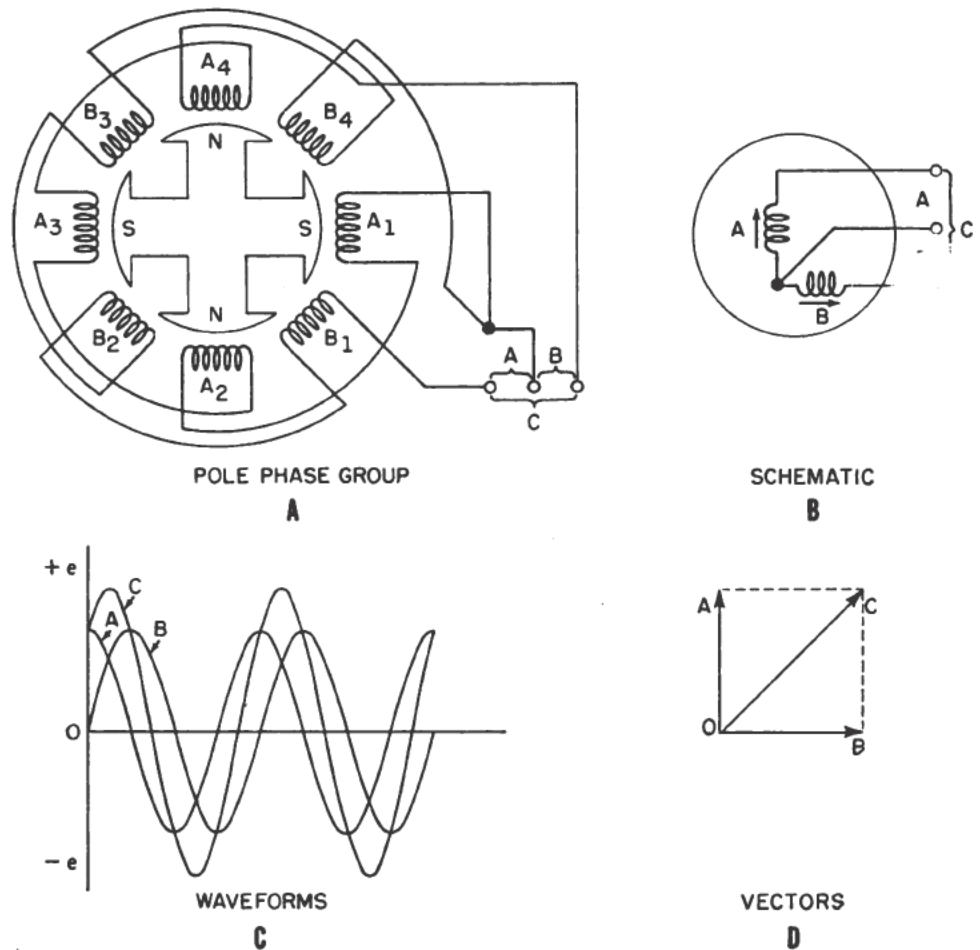 A4
B3
B4
N
A3
S
S
A1
B2
N
B1
A2
A
B
C
POLE PHASE GROUP
A
A
A
C
B
SCHEMATIC
B
+e
C
A
B
O
-e
WAVEFORMS
C
A
C
O
B
VECTORS
D